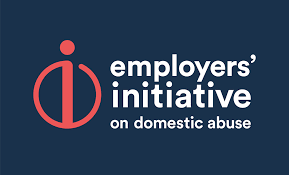 employers’
initiative
on domestic abuse